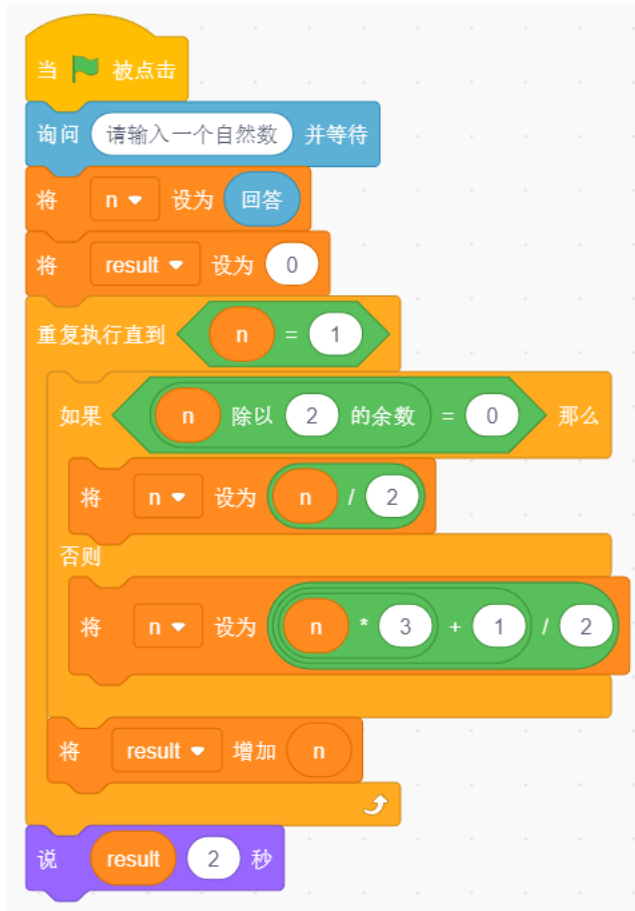 当 被点击
询问 请输入一个自然数 并等待
将 n 设为 回答
将 result 设为 0
重复执行直到 n = 1
如果 n 除以 2 的余数 = 0 那么
将 n 设为 n / 2
否则
将 n 设为 n * 3 + 1 / 2
将 result 增加 n
说 result 2 秒